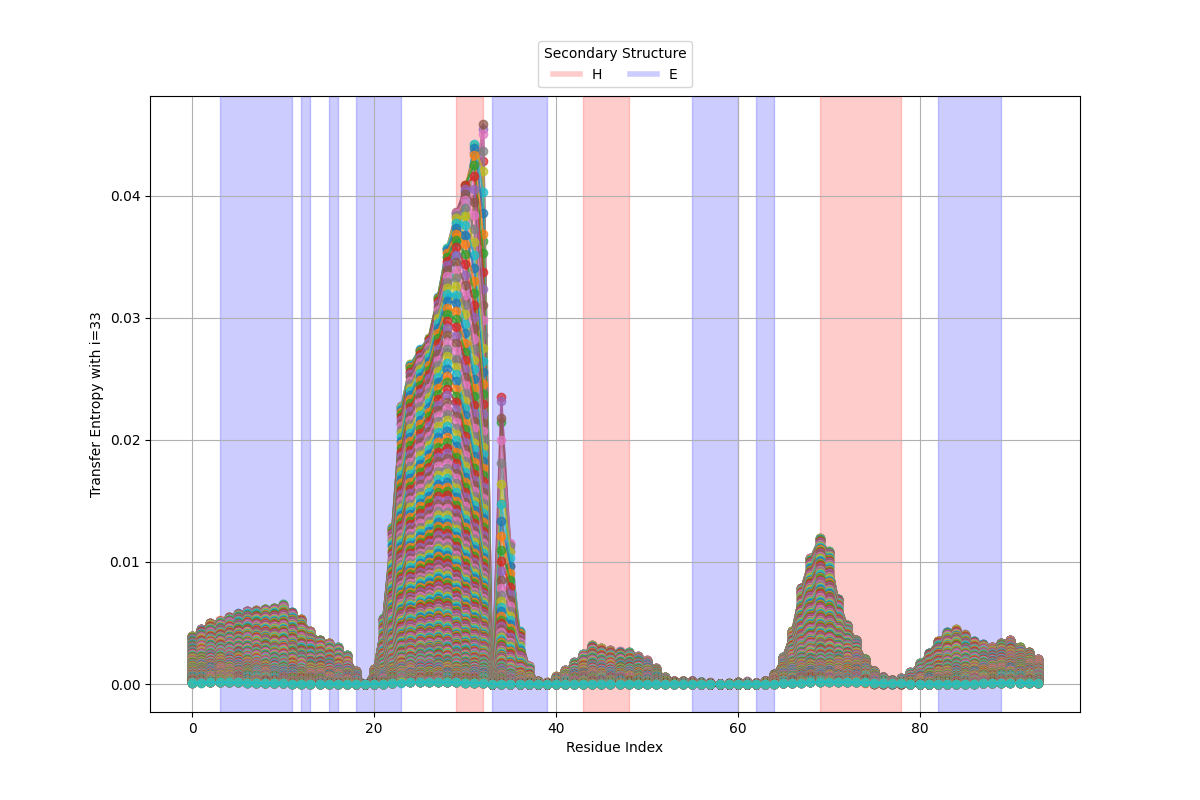 Secondary Structure
H E
Transfer Entropy with i=33
0.04
0.03
0.02
0.01
0.00
0 20 40 60 80
Residue Index